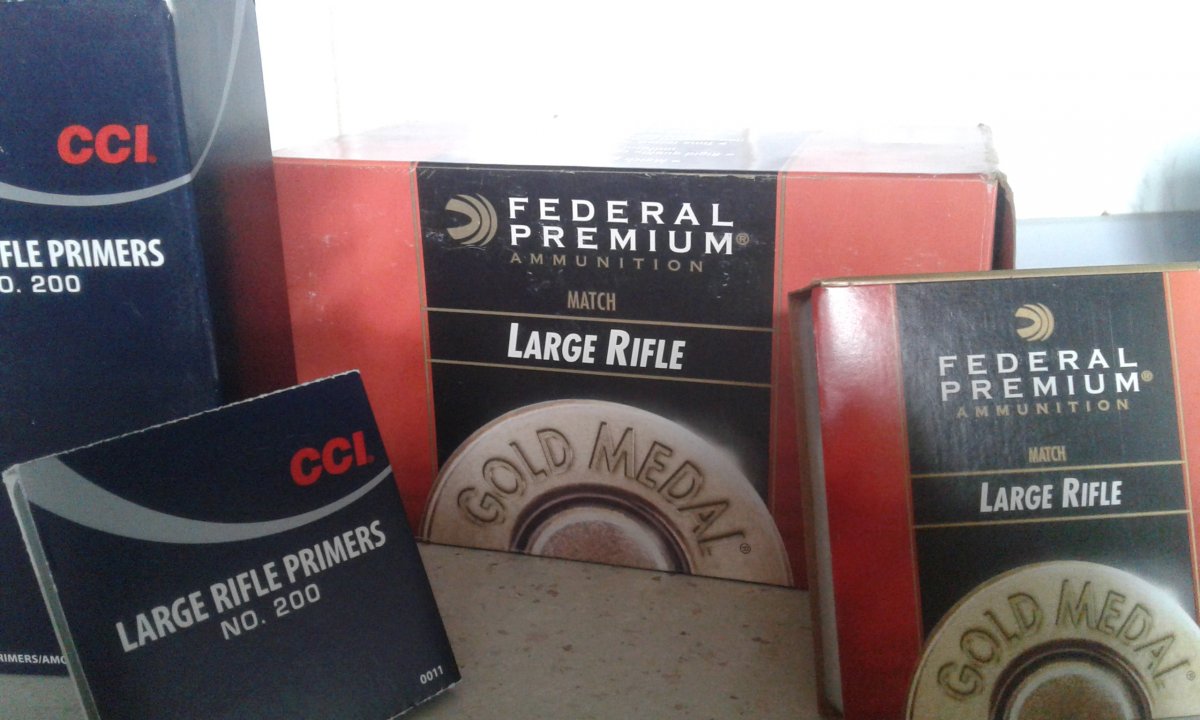 CCI.
FLE PRIMERS
O. 200
RIMERS/AMO
CCI.
LARGE RIFLE PRIMERS
NO. 200
0011
FEDERAL
PREMIUM®
AMMUNITION
MATCH
LARGE RIFLE
GOLD MEDAL®
FEDERAL
PREMIUM®
AMMUNITION
MATCH
LARGE RIFLE
GOLD MEDAL®